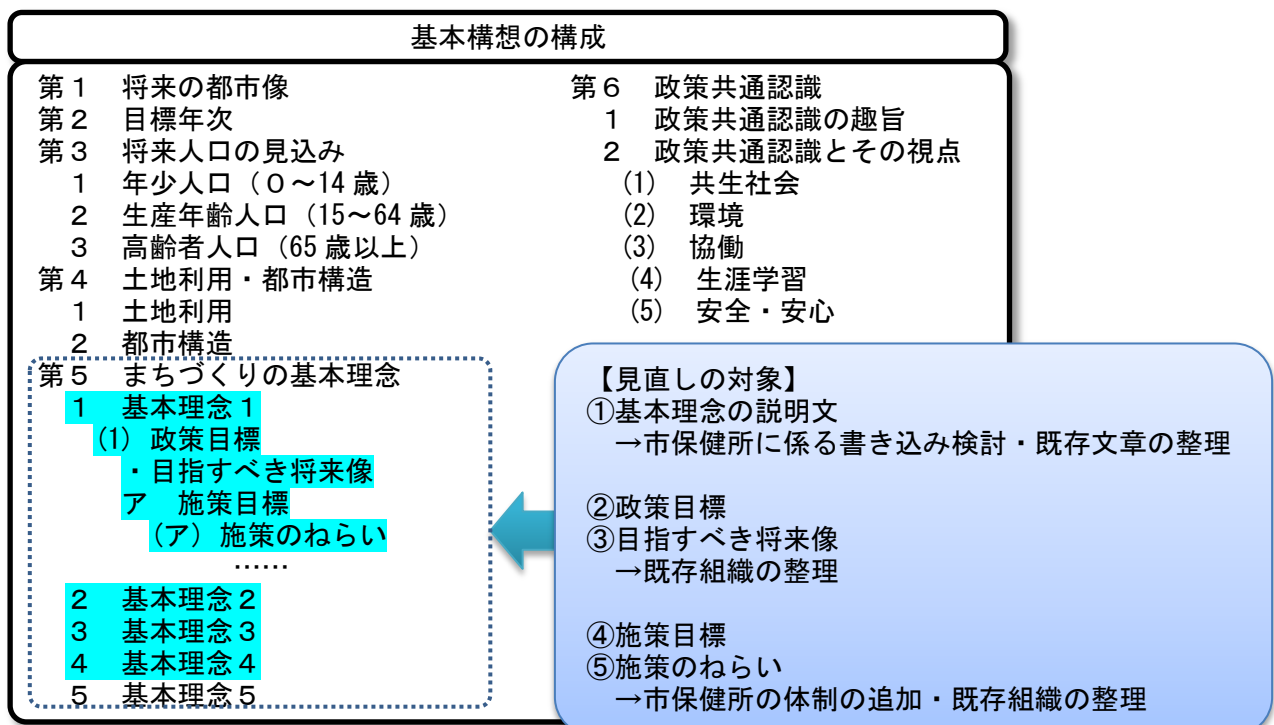 基本構想の構成
第１　将来の都市像
第２　目標年次
第３　将来人口の見込み
１　年少人口（０～14歳）
２　生産年齢人口（15～64歳）
３　高齢者人口（65歳以上）
第４　土地利用・都市構造
１　土地利用
２　都市構造
第５　まちづくりの基本理念
１　基本理念１
(1) 政策目標
・目指すべき将来像
ア　施策目標
（ア）施策のねらい
……
２　基本理念２
３　基本理念３
４　基本理念４
５　基本理念５
第６　政策共通認識
１　政策共通認識の趣旨
２　政策共通認識とその視点
(1)　共生社会
(2)　環境
(3)　協働
(4)　生涯学習
(5)　安全・安心
【見直しの対象】
①基本理念の説明文
→市保健所に係る書き込み検討・既存文章の整理
②政策目標
③目指すべき将来像
→既存組織の整理
④施策目標
⑤施策のねらい
→市保健所の体制の追加・既存組織の整理